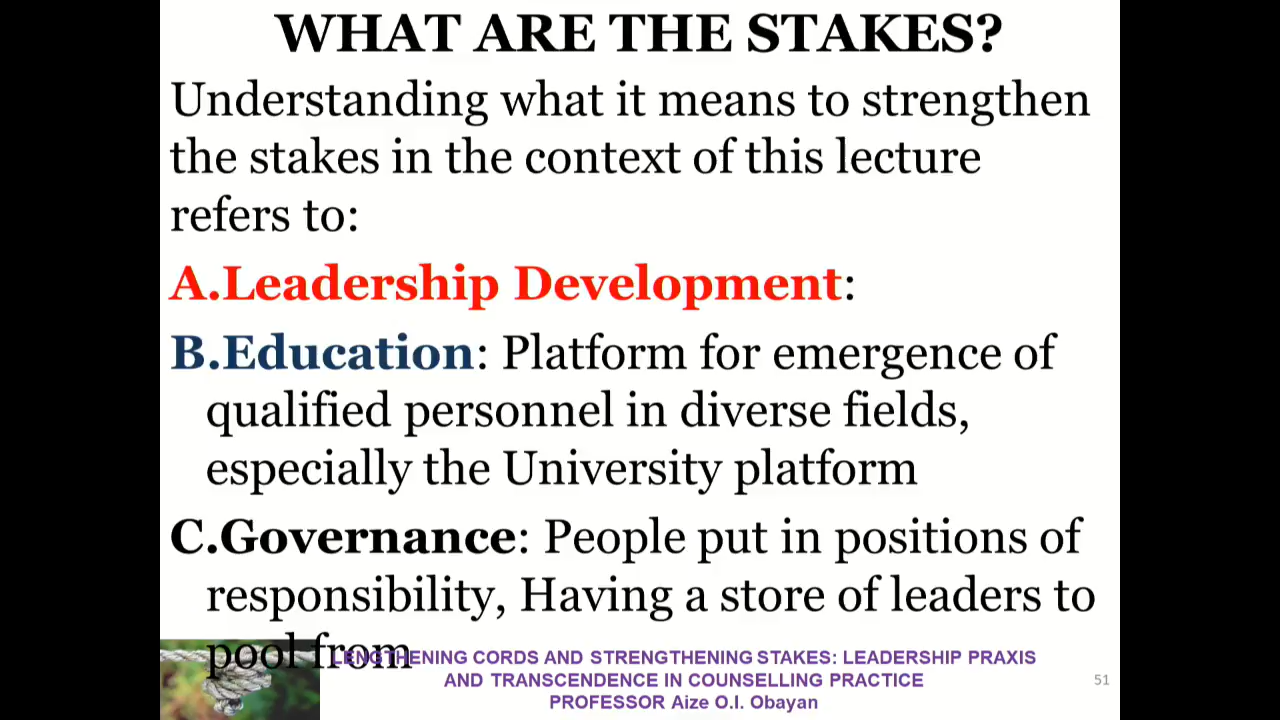 WHAT ARE THE STAKES?
Understanding what it means to strengthen
the stakes in the context of this lecture
refers to:
A.Leadership Development:
B.Education: Platform for emergence of
qualified personnel in diverse fields,
especially the University platform
C.Governance: People put in positions of
responsibility, Having a store of leaders to
pool from
LENGTHENING CORDS AND STRENGTHENING STAKES: LEADERSHIP PRAXIS
AND TRANSCENDENCE IN COUNSELLING PRACTICE
PROFESSOR Aize O.I. Obayan
51